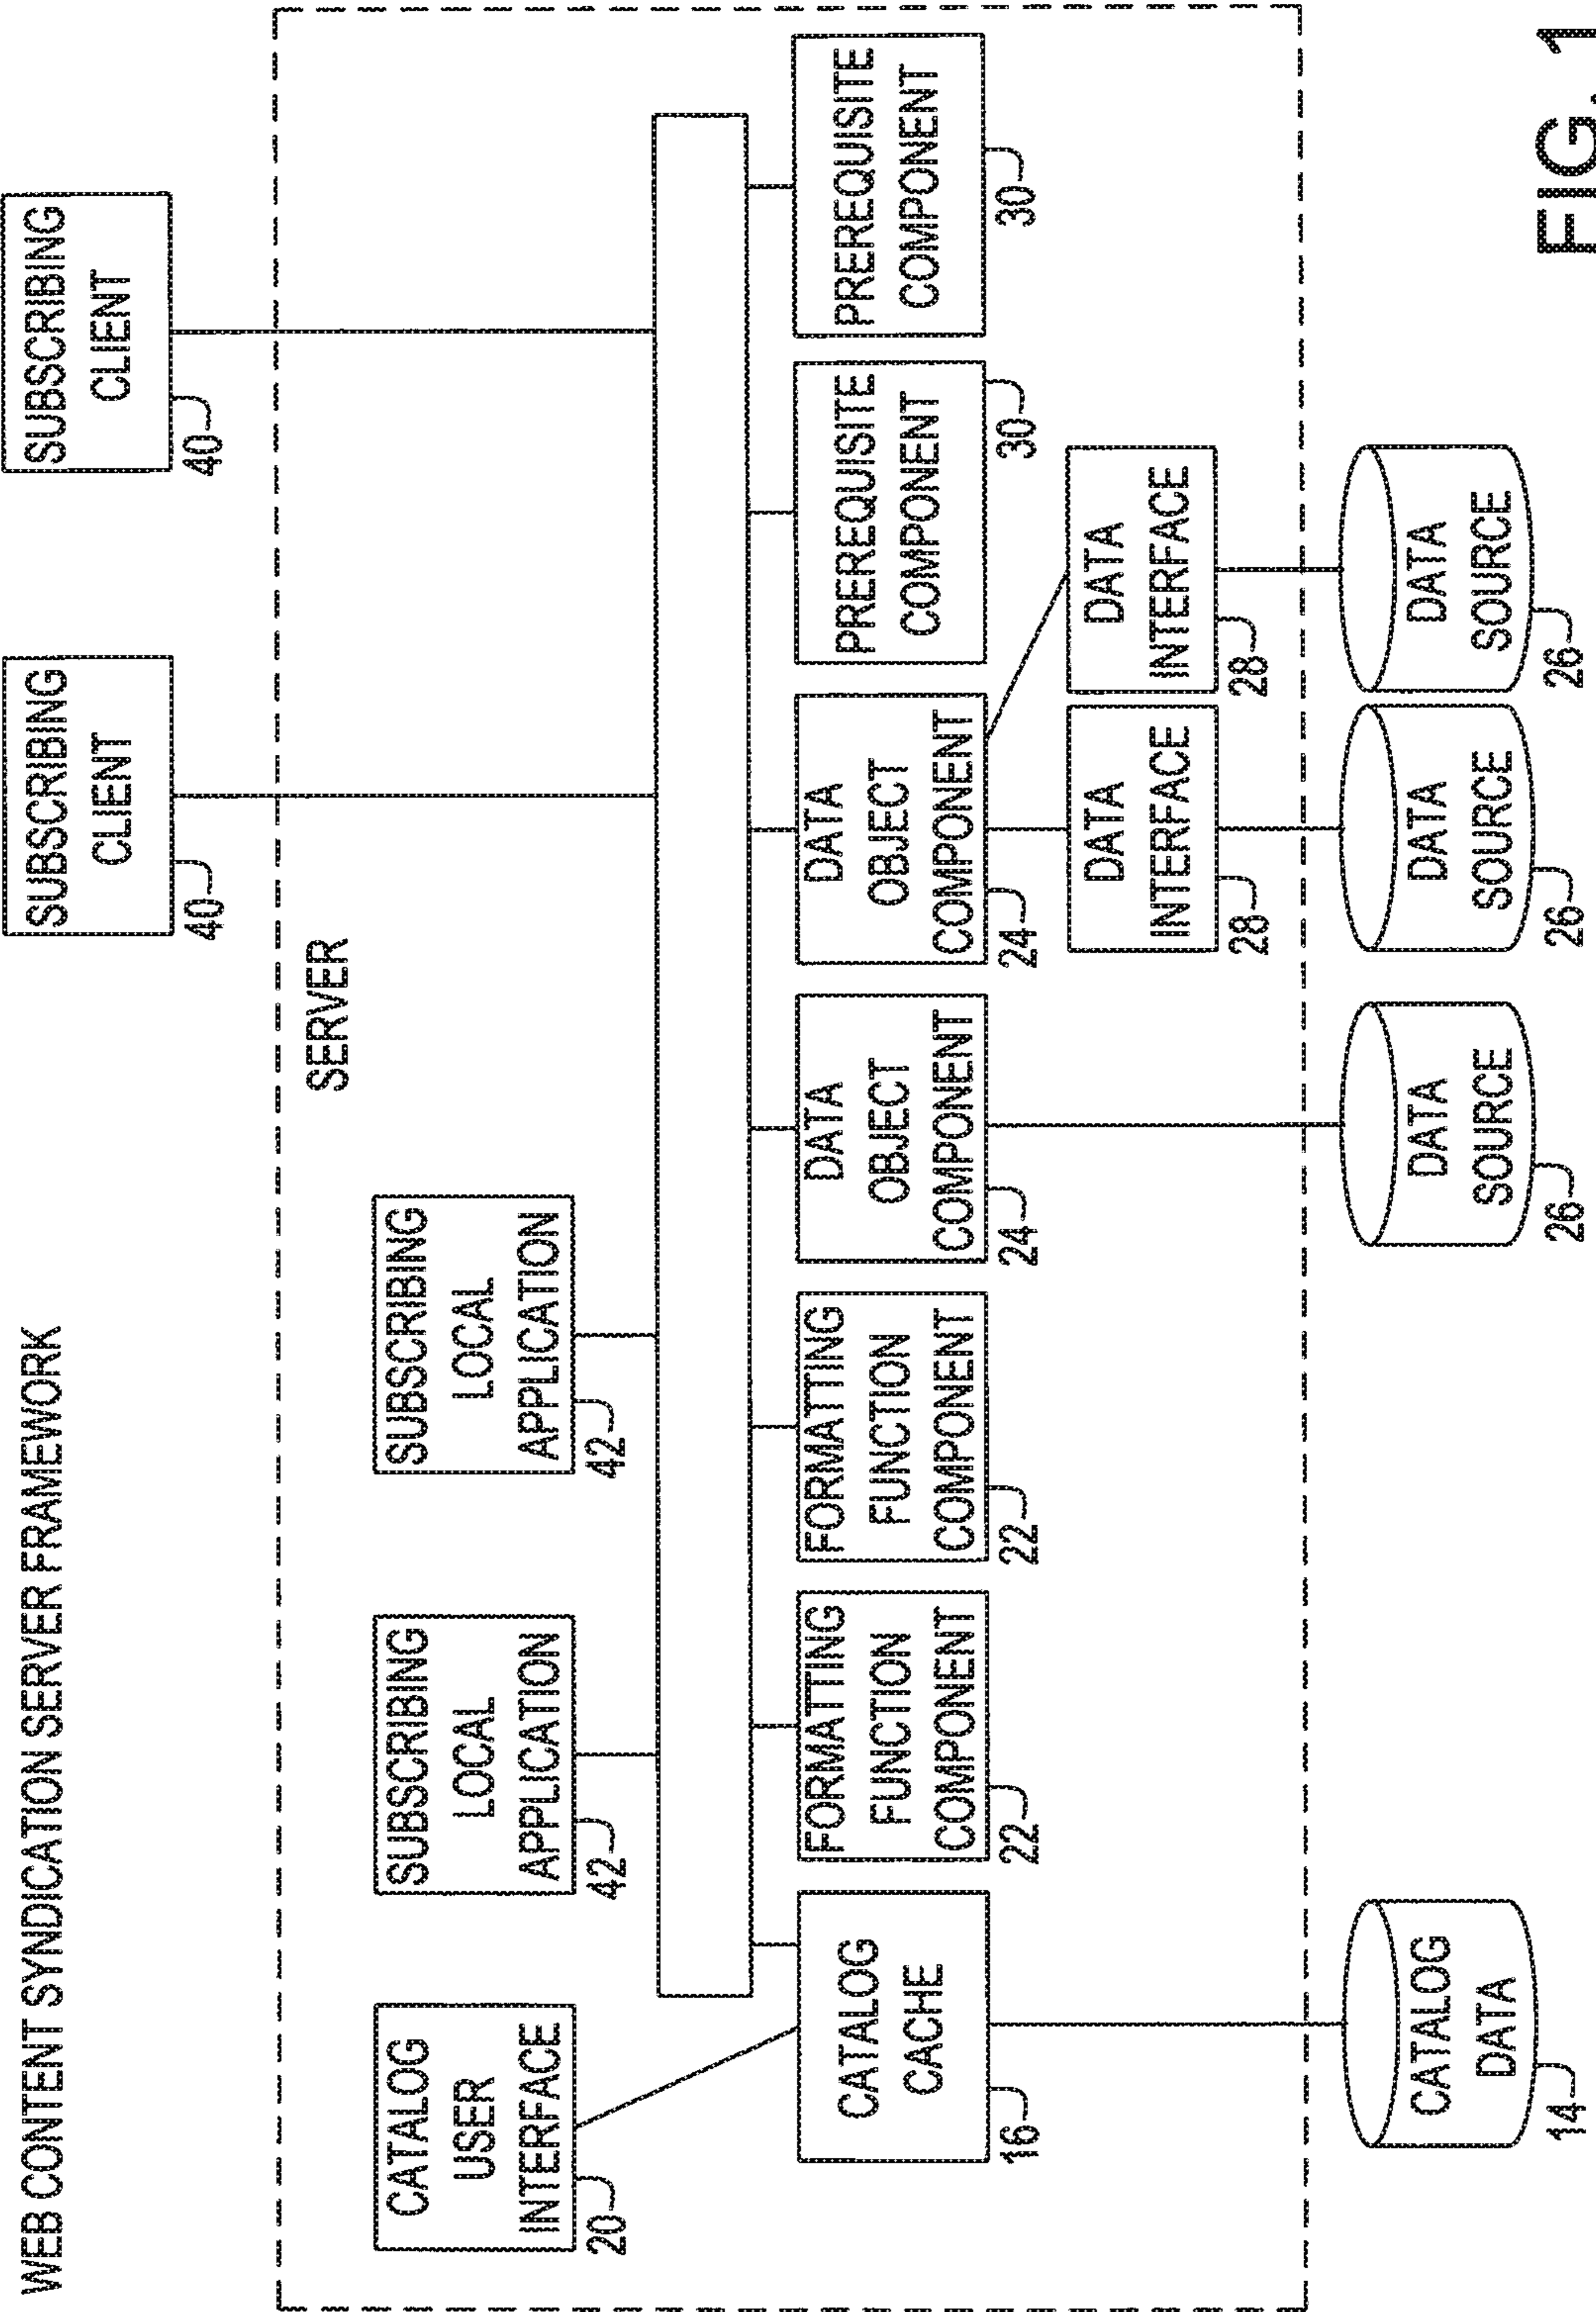 WEB CONTENT SYNDICATION SERVER FRAMEWORK
SUBSCRIBING
CLIENT
40
SUBSCRIBING
CLIENT
40
SERVER
CATALOG
USER
INTERFACE
20
SUBSCRIBING
LOCAL
APPLICATION
42
SUBSCRIBING
LOCAL
APPLICATION
42
CATALOG
CACHE
16
FORMATTING
FUNCTION
COMPONENT
22
FORMATTING
FUNCTION
COMPONENT
22
DATA
OBJECT
COMPONENT
24
DATA
OBJECT
COMPONENT
24
PREREQUISITE
COMPONENT
30
PREREQUISITE
COMPONENT
30
DATA
INTERFACE
28
DATA
INTERFACE
28
CATALOG
DATA
14
DATA
SOURCE
26
DATA
SOURCE
26
DATA
SOURCE
26
FIG. 1